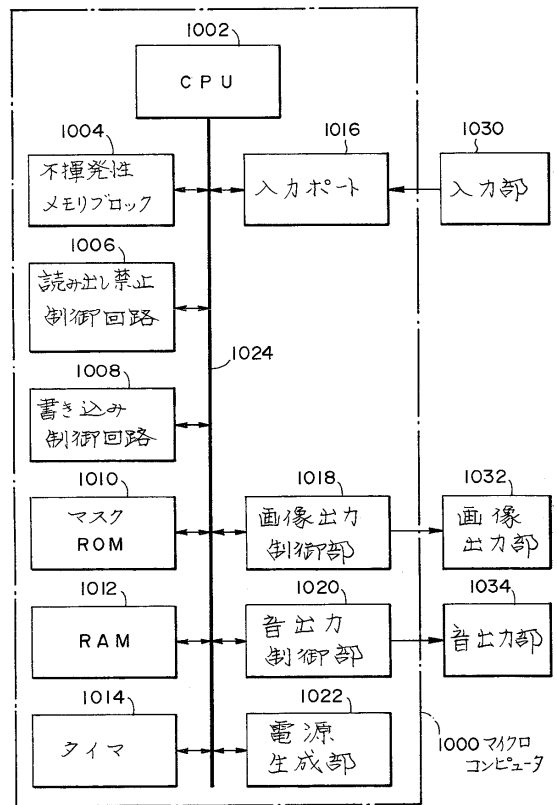 1002
CPU
1004
不揮発性
メモリブロック
1016
入力ポート
1030
入力部
1006
読み出し禁止
制御回路
1024
1008
書き込み
制御回路
1010
マスク
ROM
1018
画像出力
制御部
1032
画像
出力部
1012
RAM
1020
音出力
制御部
1034
音出力部
1014
タイマ
1022
電源
生成部
1000 マイクロ
コンピュータ